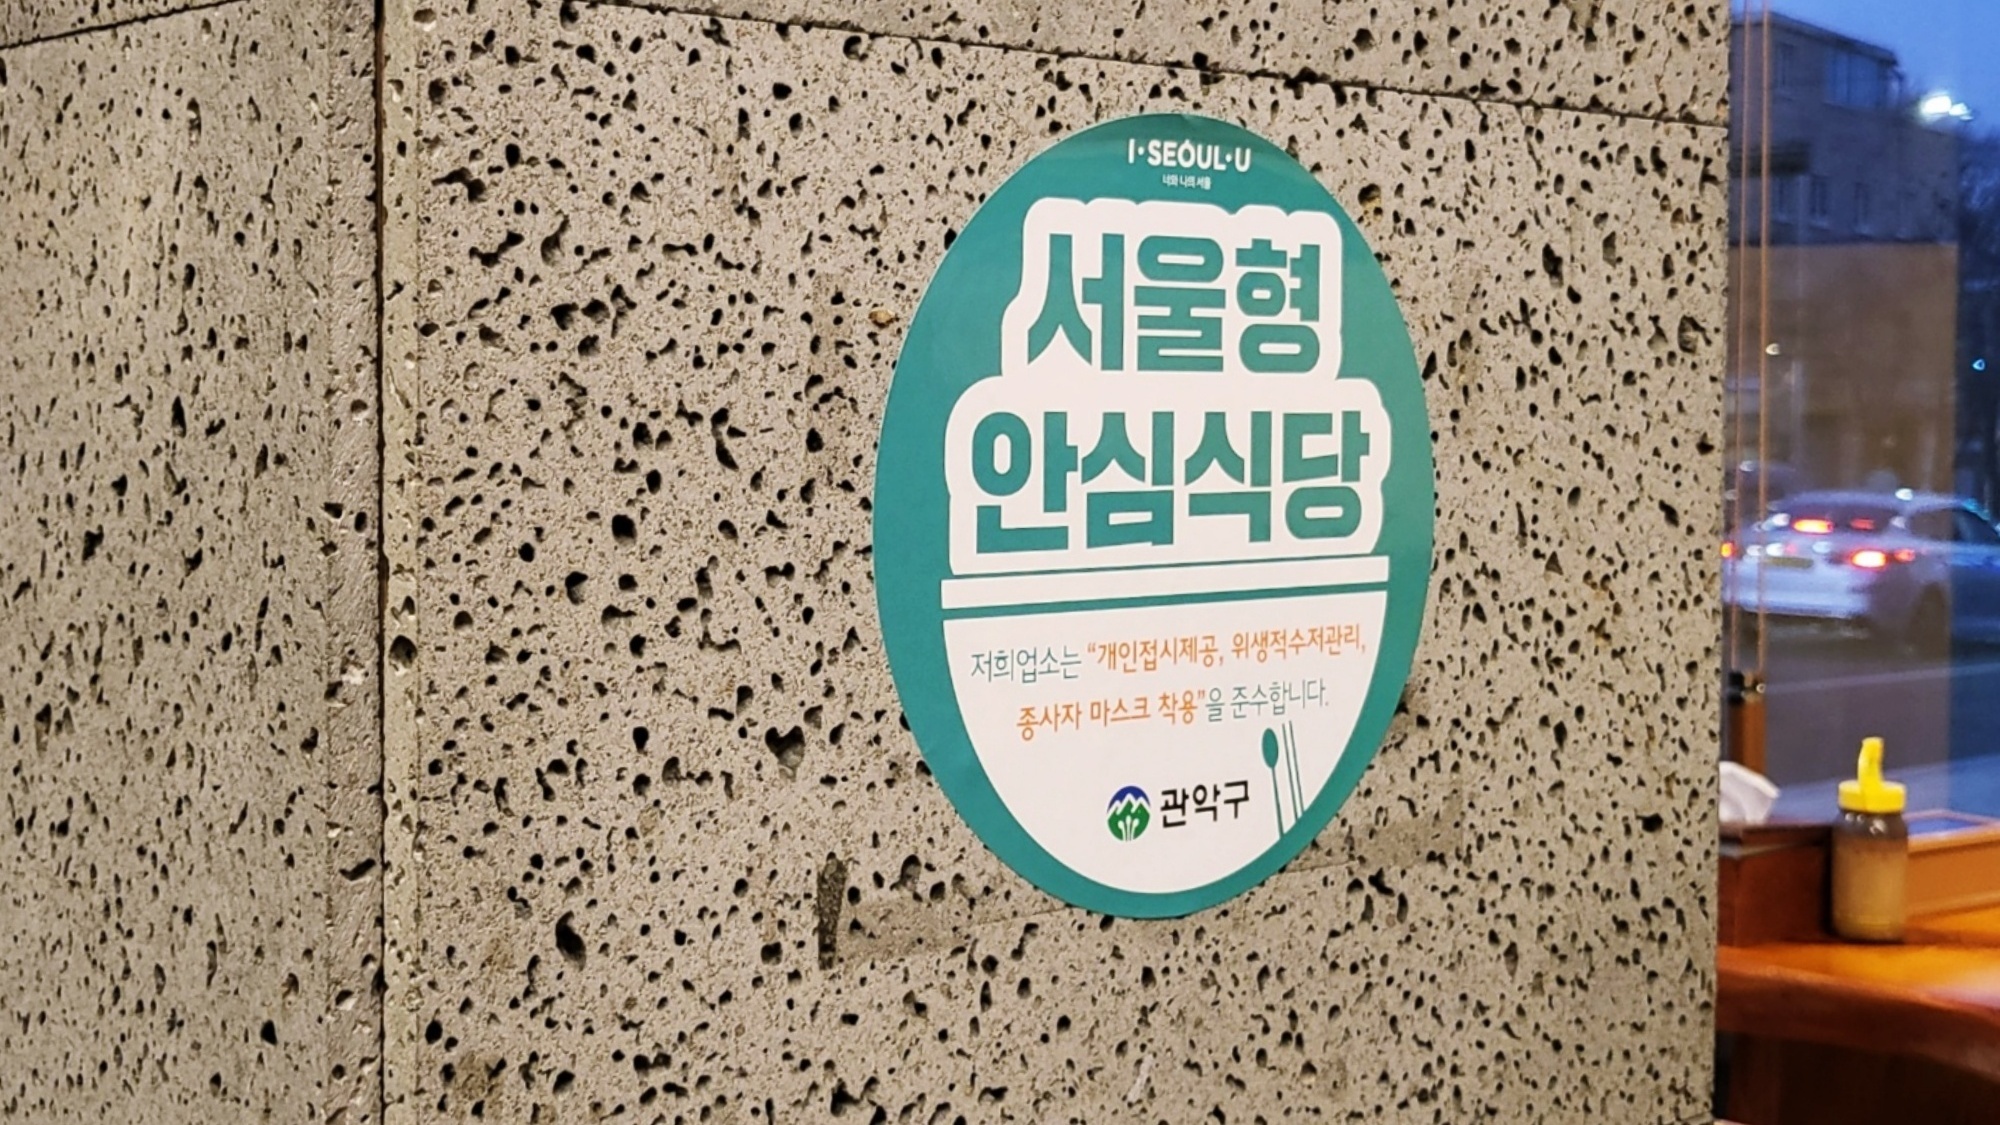 I·SEOUL·U
너와 나의 서울
서울형
안심식당
저희업소는 “개인접시제공, 위생적수저관리,
종사자 마스크 착용”을 준수합니다.
관악구